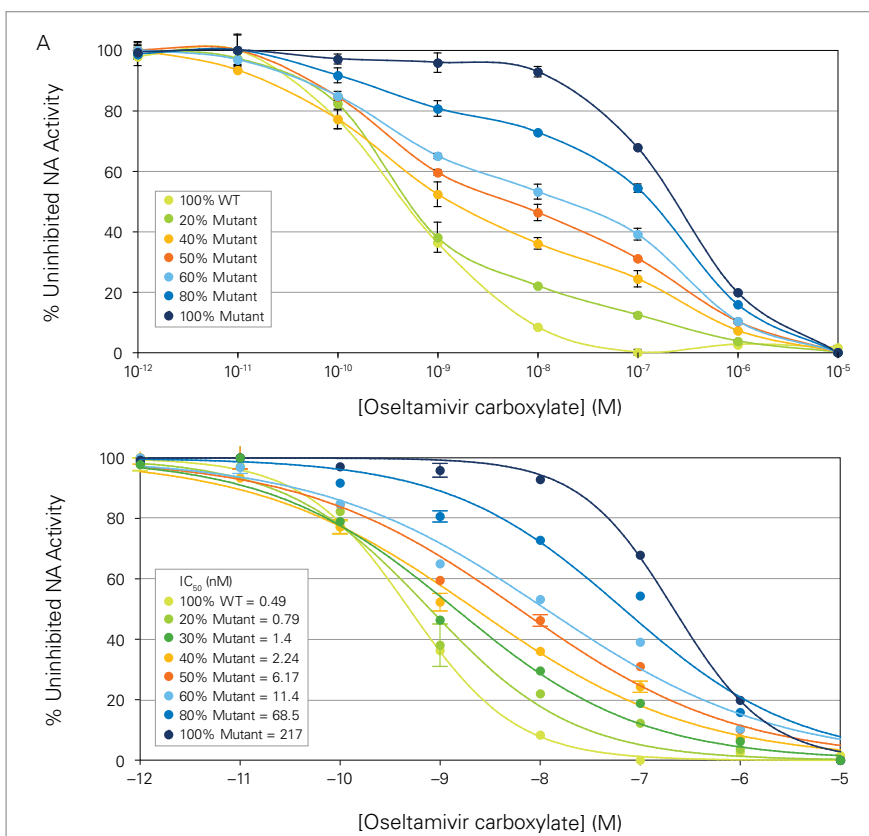 A
% Uninhibited NA Activity
100
80
60
40
20
0
100% WT
20% Mutant
40% Mutant
50% Mutant
60% Mutant
80% Mutant
100% Mutant
10⁻¹² 10⁻¹¹ 10⁻¹⁰ 10⁻⁹ 10⁻⁸ 10⁻⁷ 10⁻⁶ 10⁻⁵
[Oseltamivir carboxylate] (M)
% Uninhibited NA Activity
100
80
60
40
20
0
IC₅₀ (nM)
100% WT = 0.49
20% Mutant = 0.79
30% Mutant = 1.4
40% Mutant = 2.24
50% Mutant = 6.17
60% Mutant = 11.4
80% Mutant = 68.5
100% Mutant = 217
–12 –11 –10 –9 –8 –7 –6 –5
[Oseltamivir carboxylate] (M)